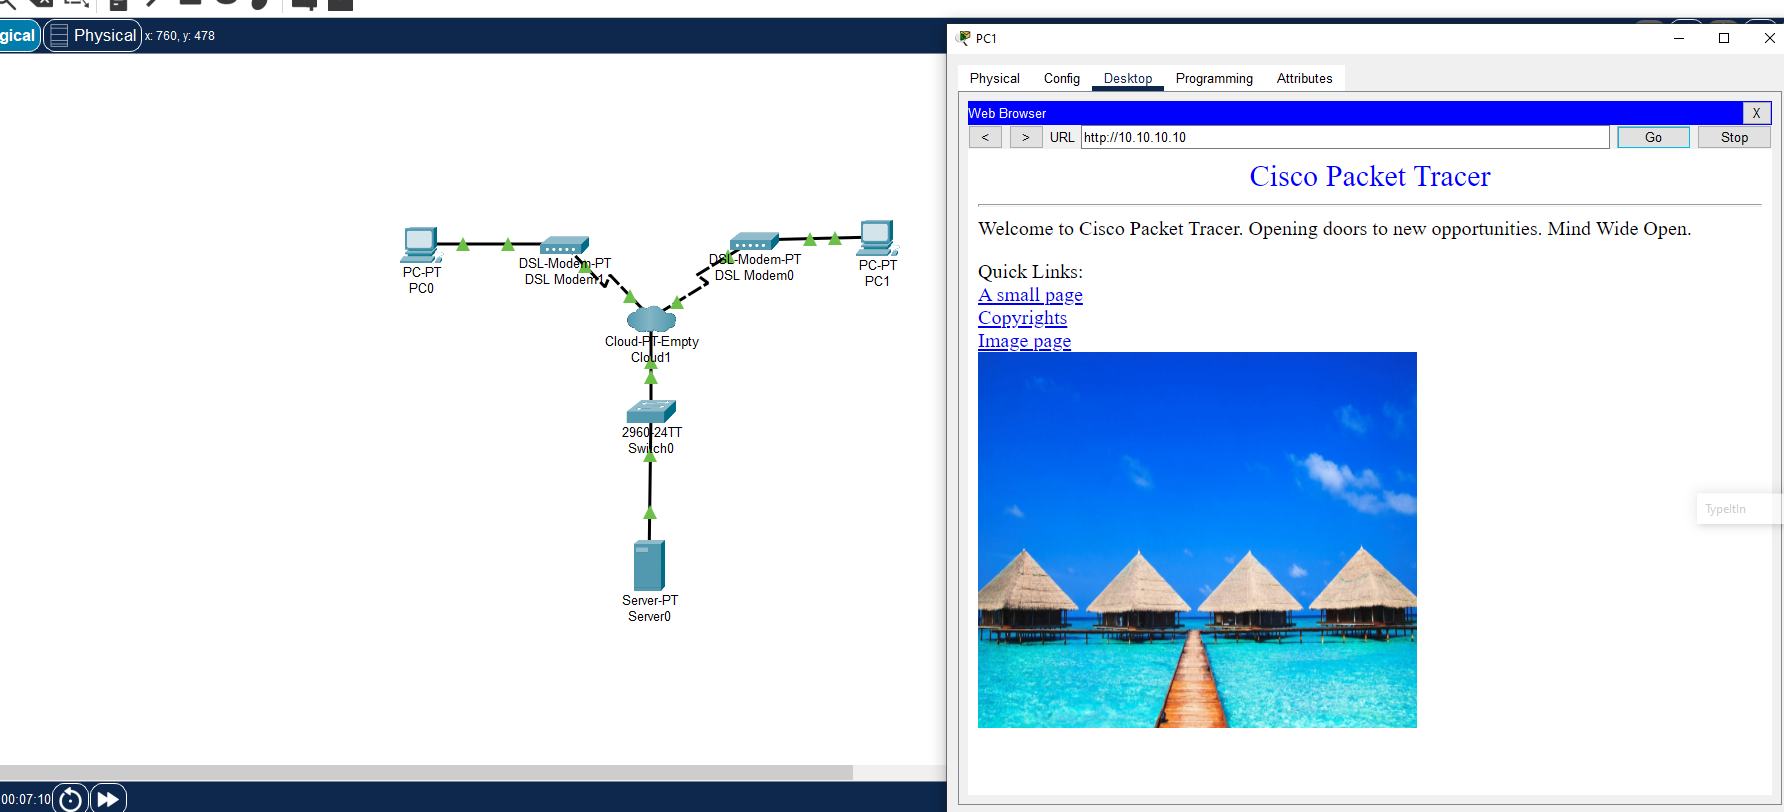 gical Physical x: 760, y: 478
PC1
Physical Config Desktop Programming Attributes
Web Browser X
< > URL http://10.10.10.10 Go Stop
Cisco Packet Tracer
Welcome to Cisco Packet Tracer. Opening doors to new opportunities. Mind Wide Open.
Quick Links:
A small page
Copyrights
Image page
PC-PT
PC0
DSL-Modem-PT
DSL Modem1
DSL-Modem-PT
DSL Modem0
PC-PT
PC1
Cloud-PT-Empty
Cloud1
2960-24TT
Switch0
Server-PT
Server0
TypeItIn
00:07:10